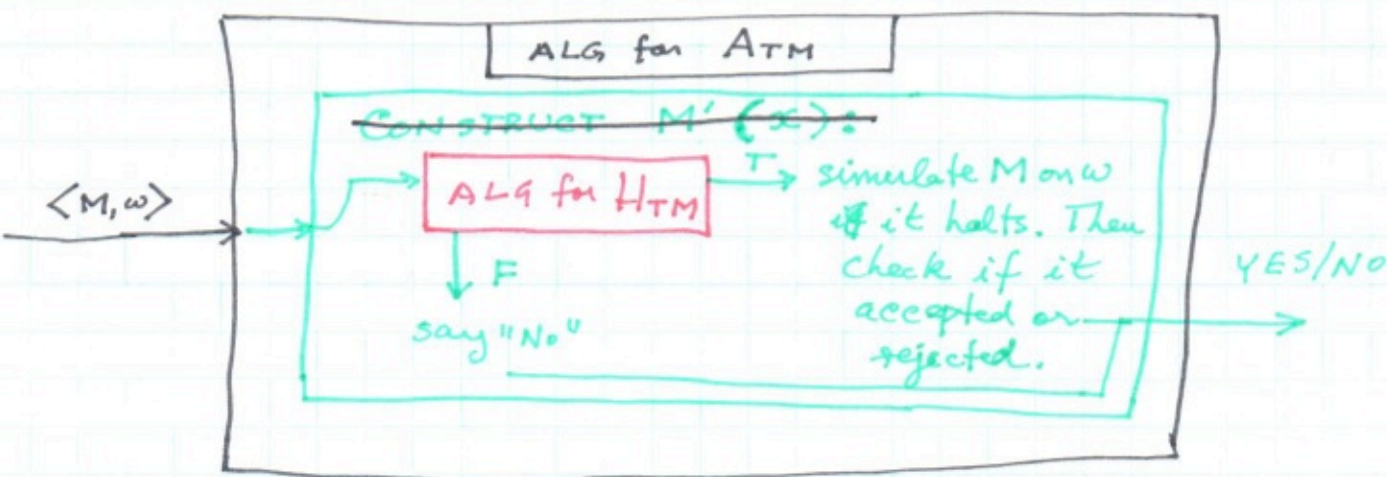 ALG for ATM
CONSTRUCT M' (x):
<M, w>
ALG for HTM
T
simulate M on w
if it halts. Then
check if it
accepted or
rejected.
F
say "No"
YES/NO